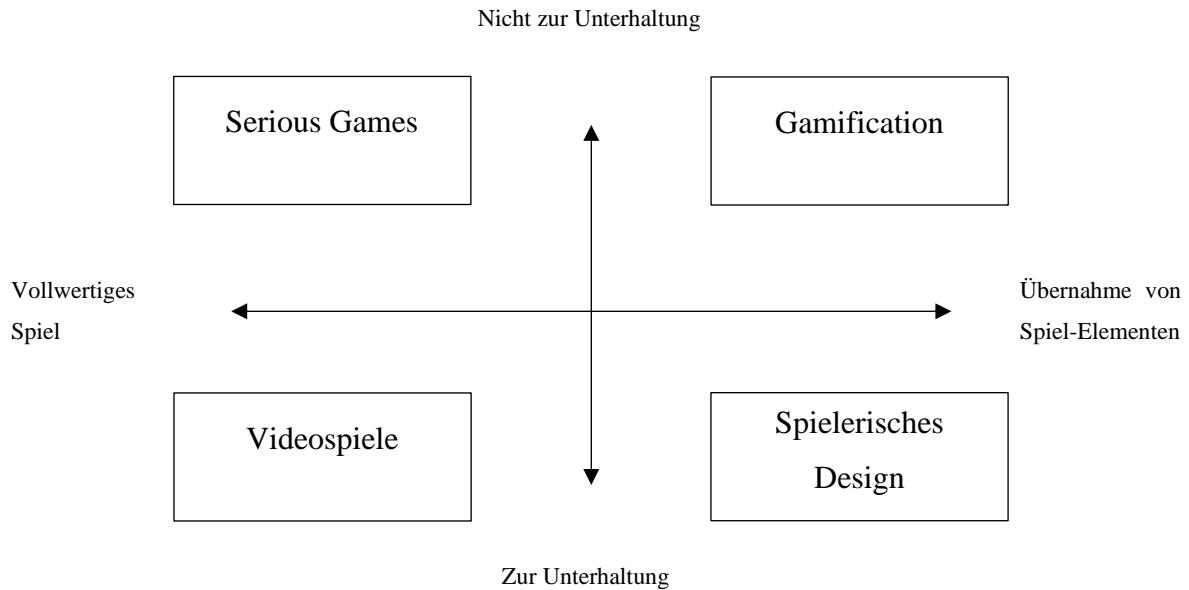 Nicht zur Unterhaltung
Serious Games
Gamification
Vollwertiges
Spiel
Übernahme von
Spiel-Elementen
Videospiele
Spielerisches
Design
Zur Unterhaltung